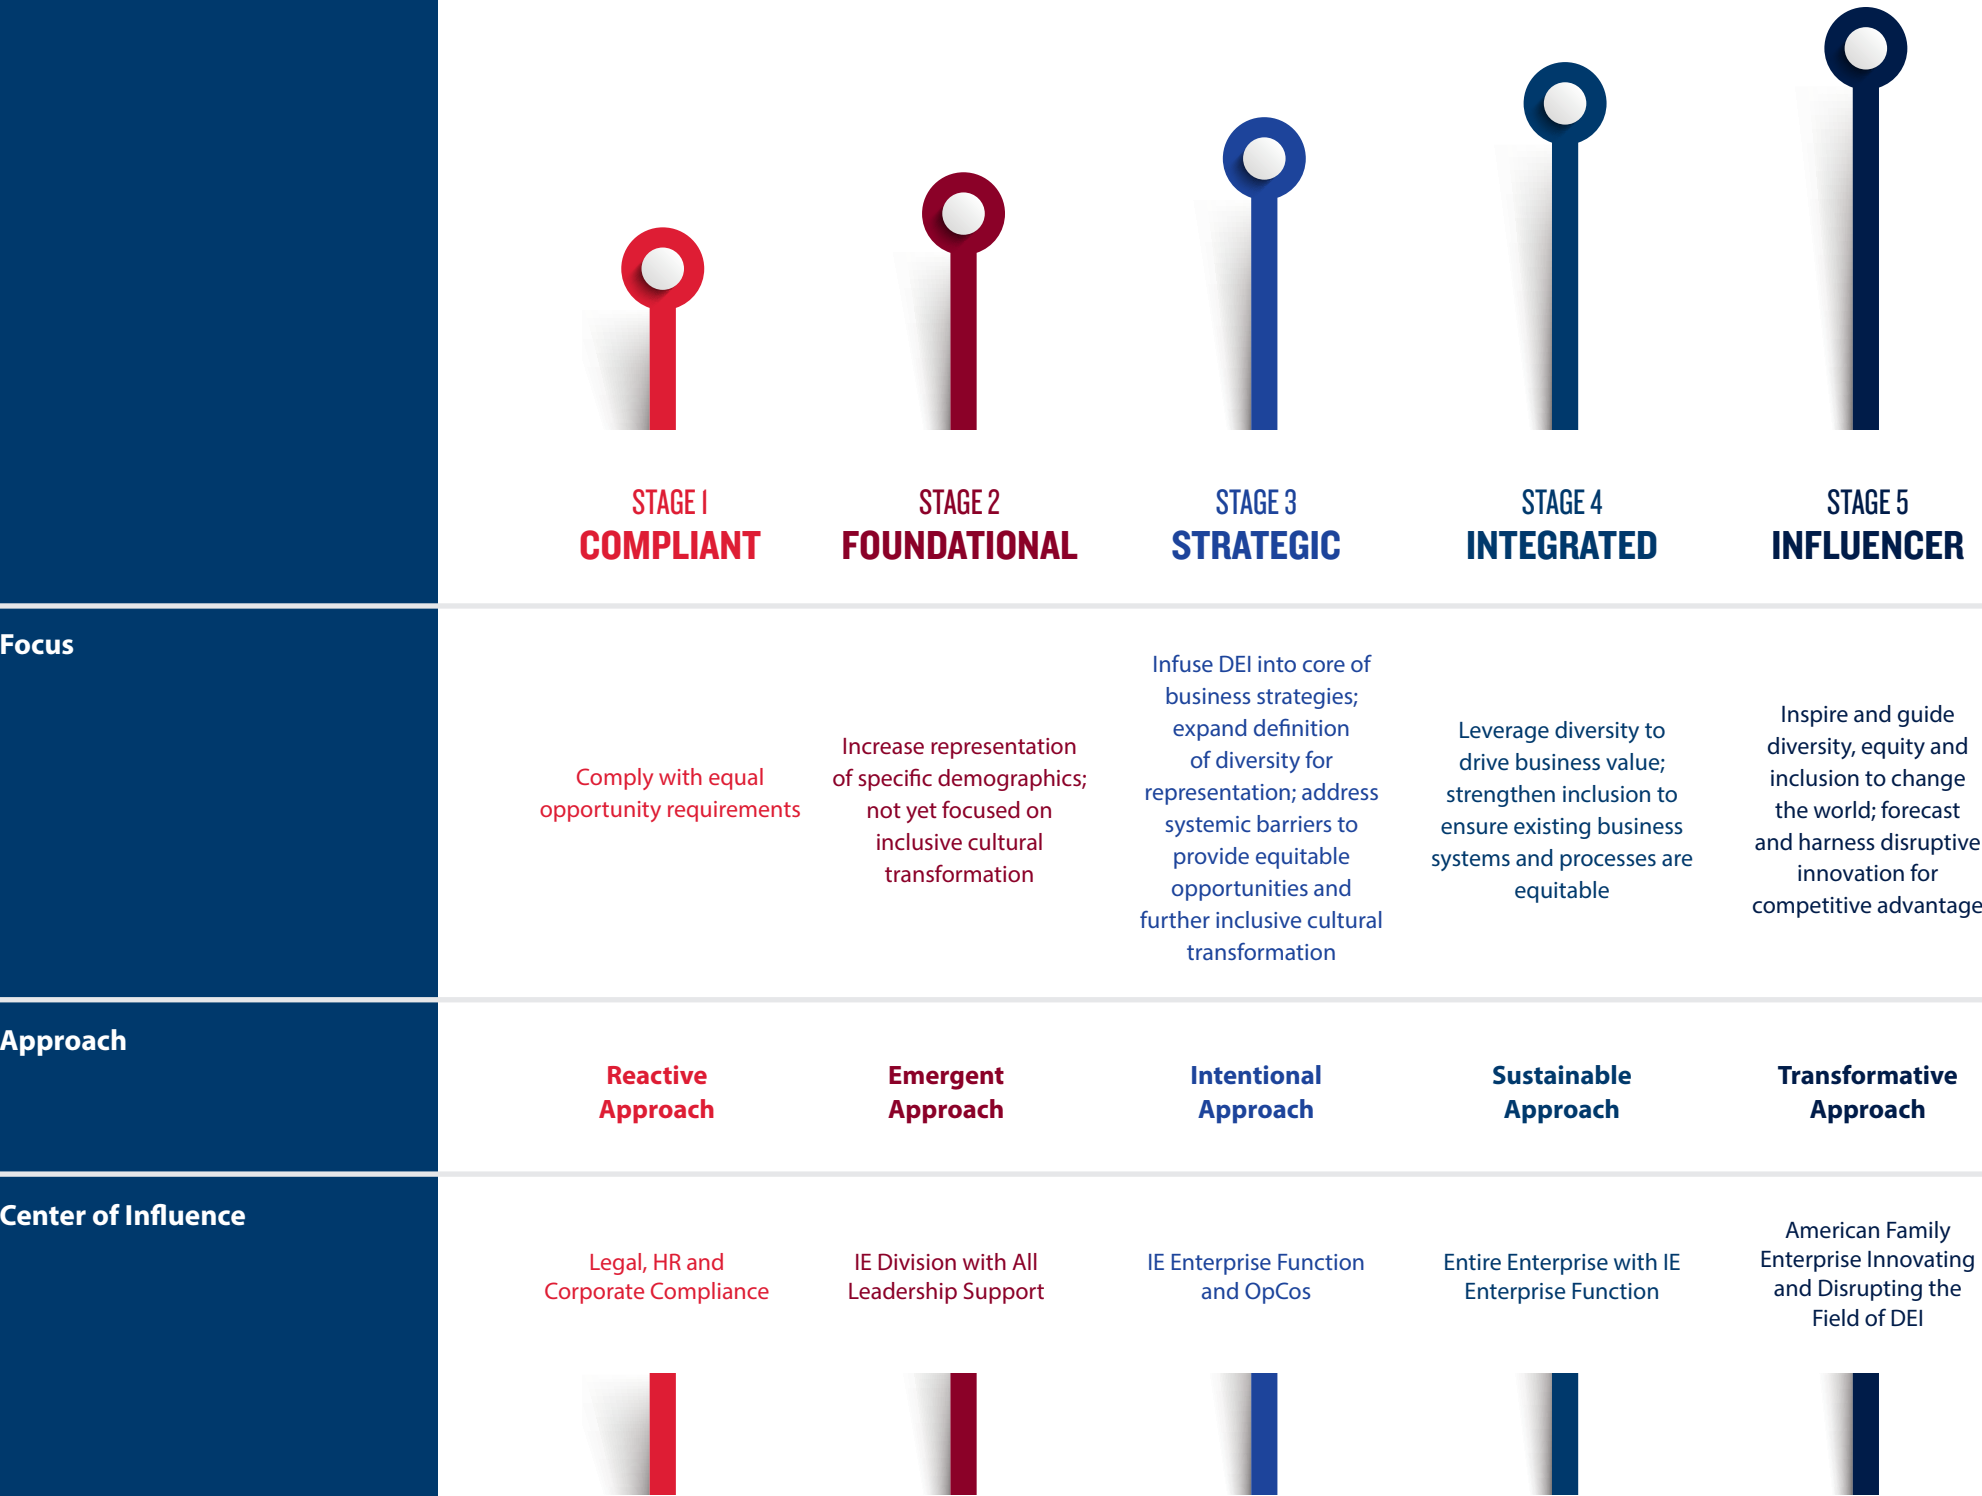 STAGE 1
COMPLIANT
STAGE 2
FOUNDATIONAL
STAGE 3
STRATEGIC
STAGE 4
INTEGRATED
STAGE 5
INFLUENCER
Focus
Comply with equal
opportunity requirements
Increase representation
of specific demographics;
not yet focused on
inclusive cultural
transformation
Infuse DEI into core of
business strategies;
expand definition
of diversity for
representation; address
systemic barriers to
provide equitable
opportunities and
further inclusive cultural
transformation
Leverage diversity to
drive business value;
strengthen inclusion to
ensure existing business
systems and processes are
equitable
Inspire and guide
diversity, equity and
inclusion to change
the world; forecast
and harness disruptive
innovation for
competitive advantage
Approach
Reactive
Approach
Emergent
Approach
Intentional
Approach
Sustainable
Approach
Transformative
Approach
Center of Influence
Legal, HR and
Corporate Compliance
IE Division with All
Leadership Support
IE Enterprise Function
and OpCos
Entire Enterprise with IE
Enterprise Function
American Family
Enterprise Innovating
and Disrupting the
Field of DEI